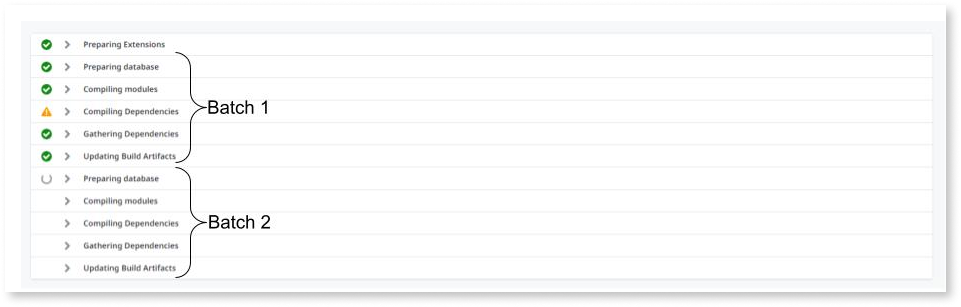 Preparing Extensions
Preparing database
Compiling modules
Compiling Dependencies
Gathering Dependencies
Updating Build Artifacts
Batch 1
Preparing database
Compiling modules
Compiling Dependencies
Gathering Dependencies
Updating Build Artifacts
Batch 2